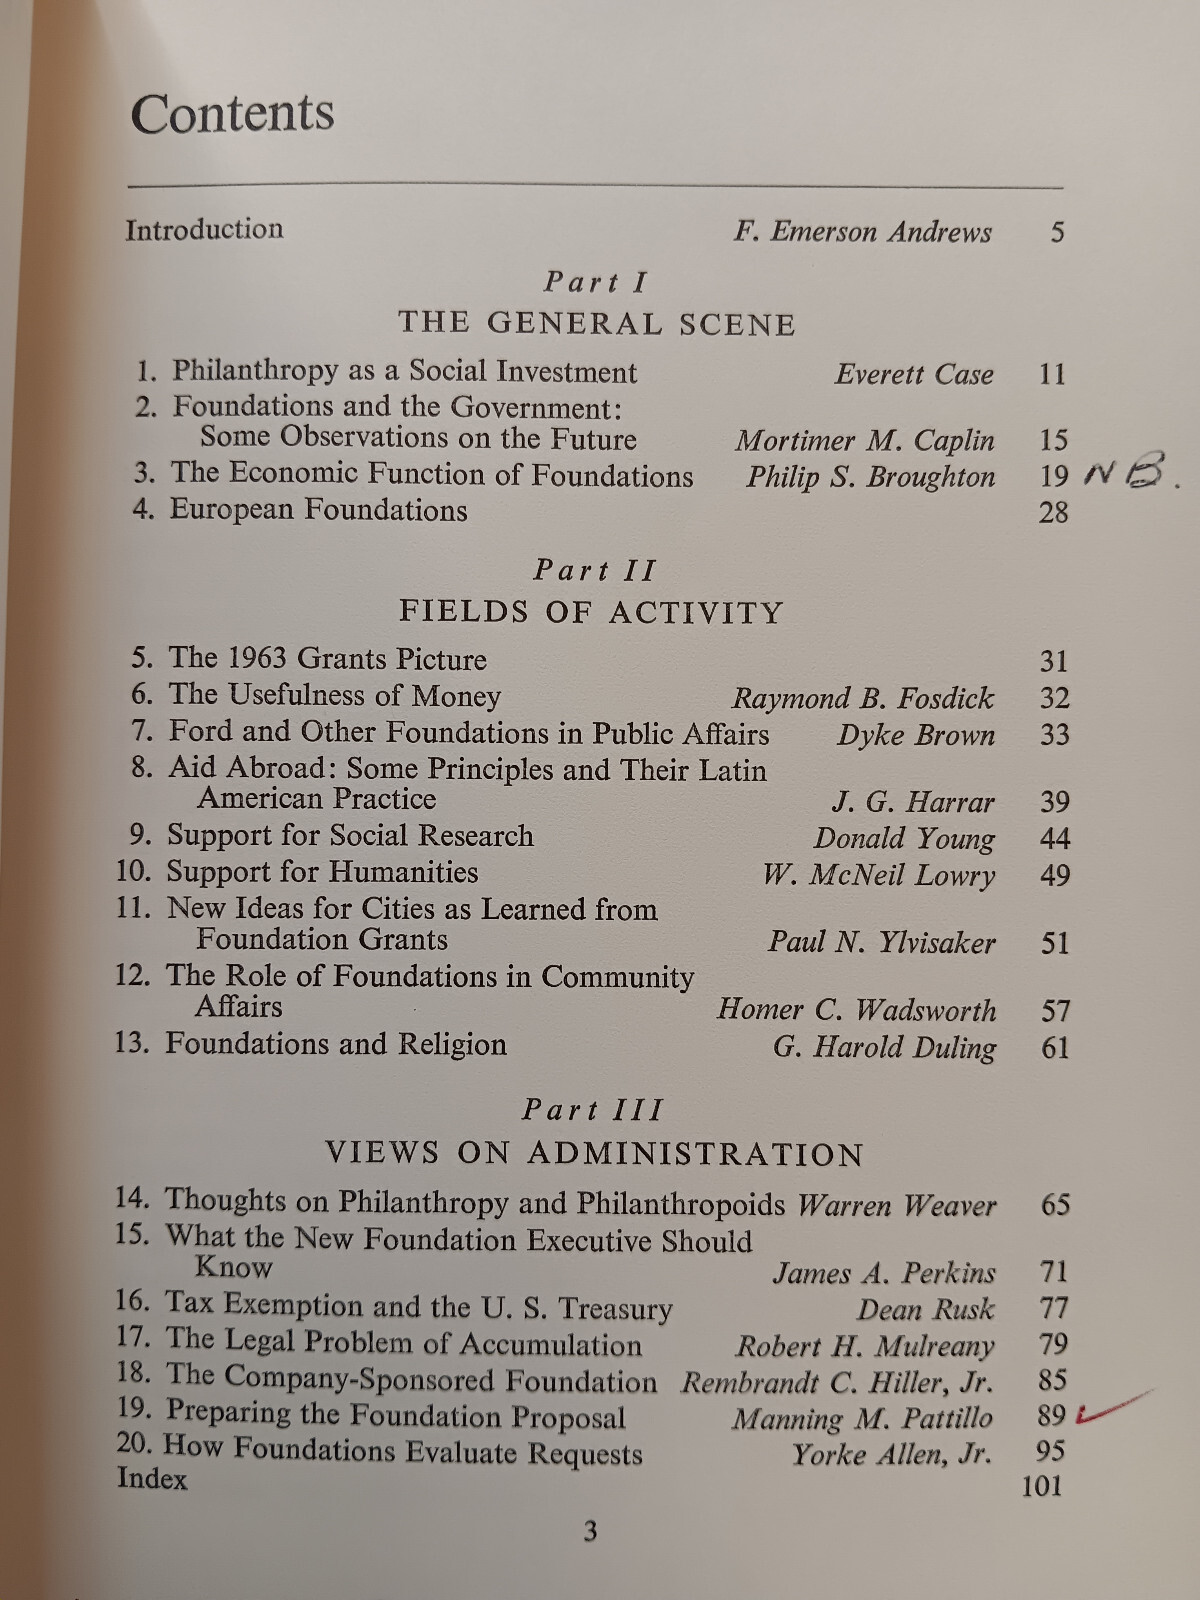 Contents
Introduction F. Emerson Andrews 5
Part I
THE GENERAL SCENE
1. Philanthropy as a Social Investment Everett Case 11
2. Foundations and the Government:
Some Observations on the Future Mortimer M. Caplin 15
3. The Economic Function of Foundations Philip S. Broughton 19 NB.
4. European Foundations 28
Part II
FIELDS OF ACTIVITY
5. The 1963 Grants Picture 31
6. The Usefulness of Money Raymond B. Fosdick 32
7. Ford and Other Foundations in Public Affairs Dyke Brown 33
8. Aid Abroad: Some Principles and Their Latin
American Practice J. G. Harrar 39
9. Support for Social Research Donald Young 44
10. Support for Humanities W. McNeil Lowry 49
11. New Ideas for Cities as Learned from
Foundation Grants Paul N. Ylvisaker 51
12. The Role of Foundations in Community
Affairs Homer C. Wadsworth 57
13. Foundations and Religion G. Harold Duling 61
Part III
VIEWS ON ADMINISTRATION
14. Thoughts on Philanthropy and Philanthropoids Warren Weaver 65
15. What the New Foundation Executive Should
Know James A. Perkins 71
16. Tax Exemption and the U. S. Treasury Dean Rusk 77
17. The Legal Problem of Accumulation Robert H. Mulreany 79
18. The Company-Sponsored Foundation Rembrandt C. Hiller, Jr. 85
19. Preparing the Foundation Proposal Manning M. Pattillo 89
20. How Foundations Evaluate Requests Yorke Allen, Jr. 95
Index 101
3